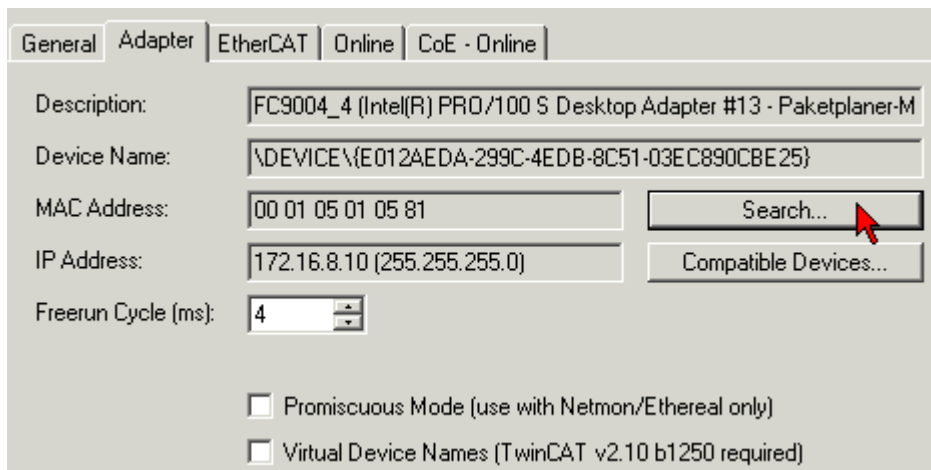 General Adapter EtherCAT Online CoE - Online
Description: FC9004_4 (Intel(R) PRO/100 S Desktop Adapter #13 - Paketplaner-M
Device Name: \DEVICE\{E012AEDA-299C-4EDB-8C51-03EC890CBE25}
MAC Address: 00 01 05 01 05 81 Search...
IP Address: 172.16.8.10 (255.255.255.0) Compatible Devices...
Freerun Cycle (ms): 4
Promiscuous Mode (use with Netmon/Ethereal only)
Virtual Device Names (TwinCAT v2.10 b1250 required)